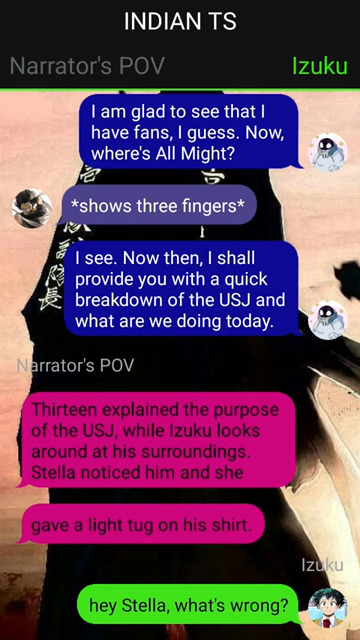 INDIAN TS
Narrator's POV
Izuku
I am glad to see that I
have fans, I guess. Now,
where's All Might?
*shows three fingers*
I see. Now then, I shall
provide you with a quick
breakdown of the USJ and
what are we doing today.
Narrator's POV
Thirteen explained the purpose
of the USJ, while Izuku looks
around at his surroundings.
Stella noticed him and she
gave a light tug on his shirt.
Izuku
hey Stella, what's wrong?